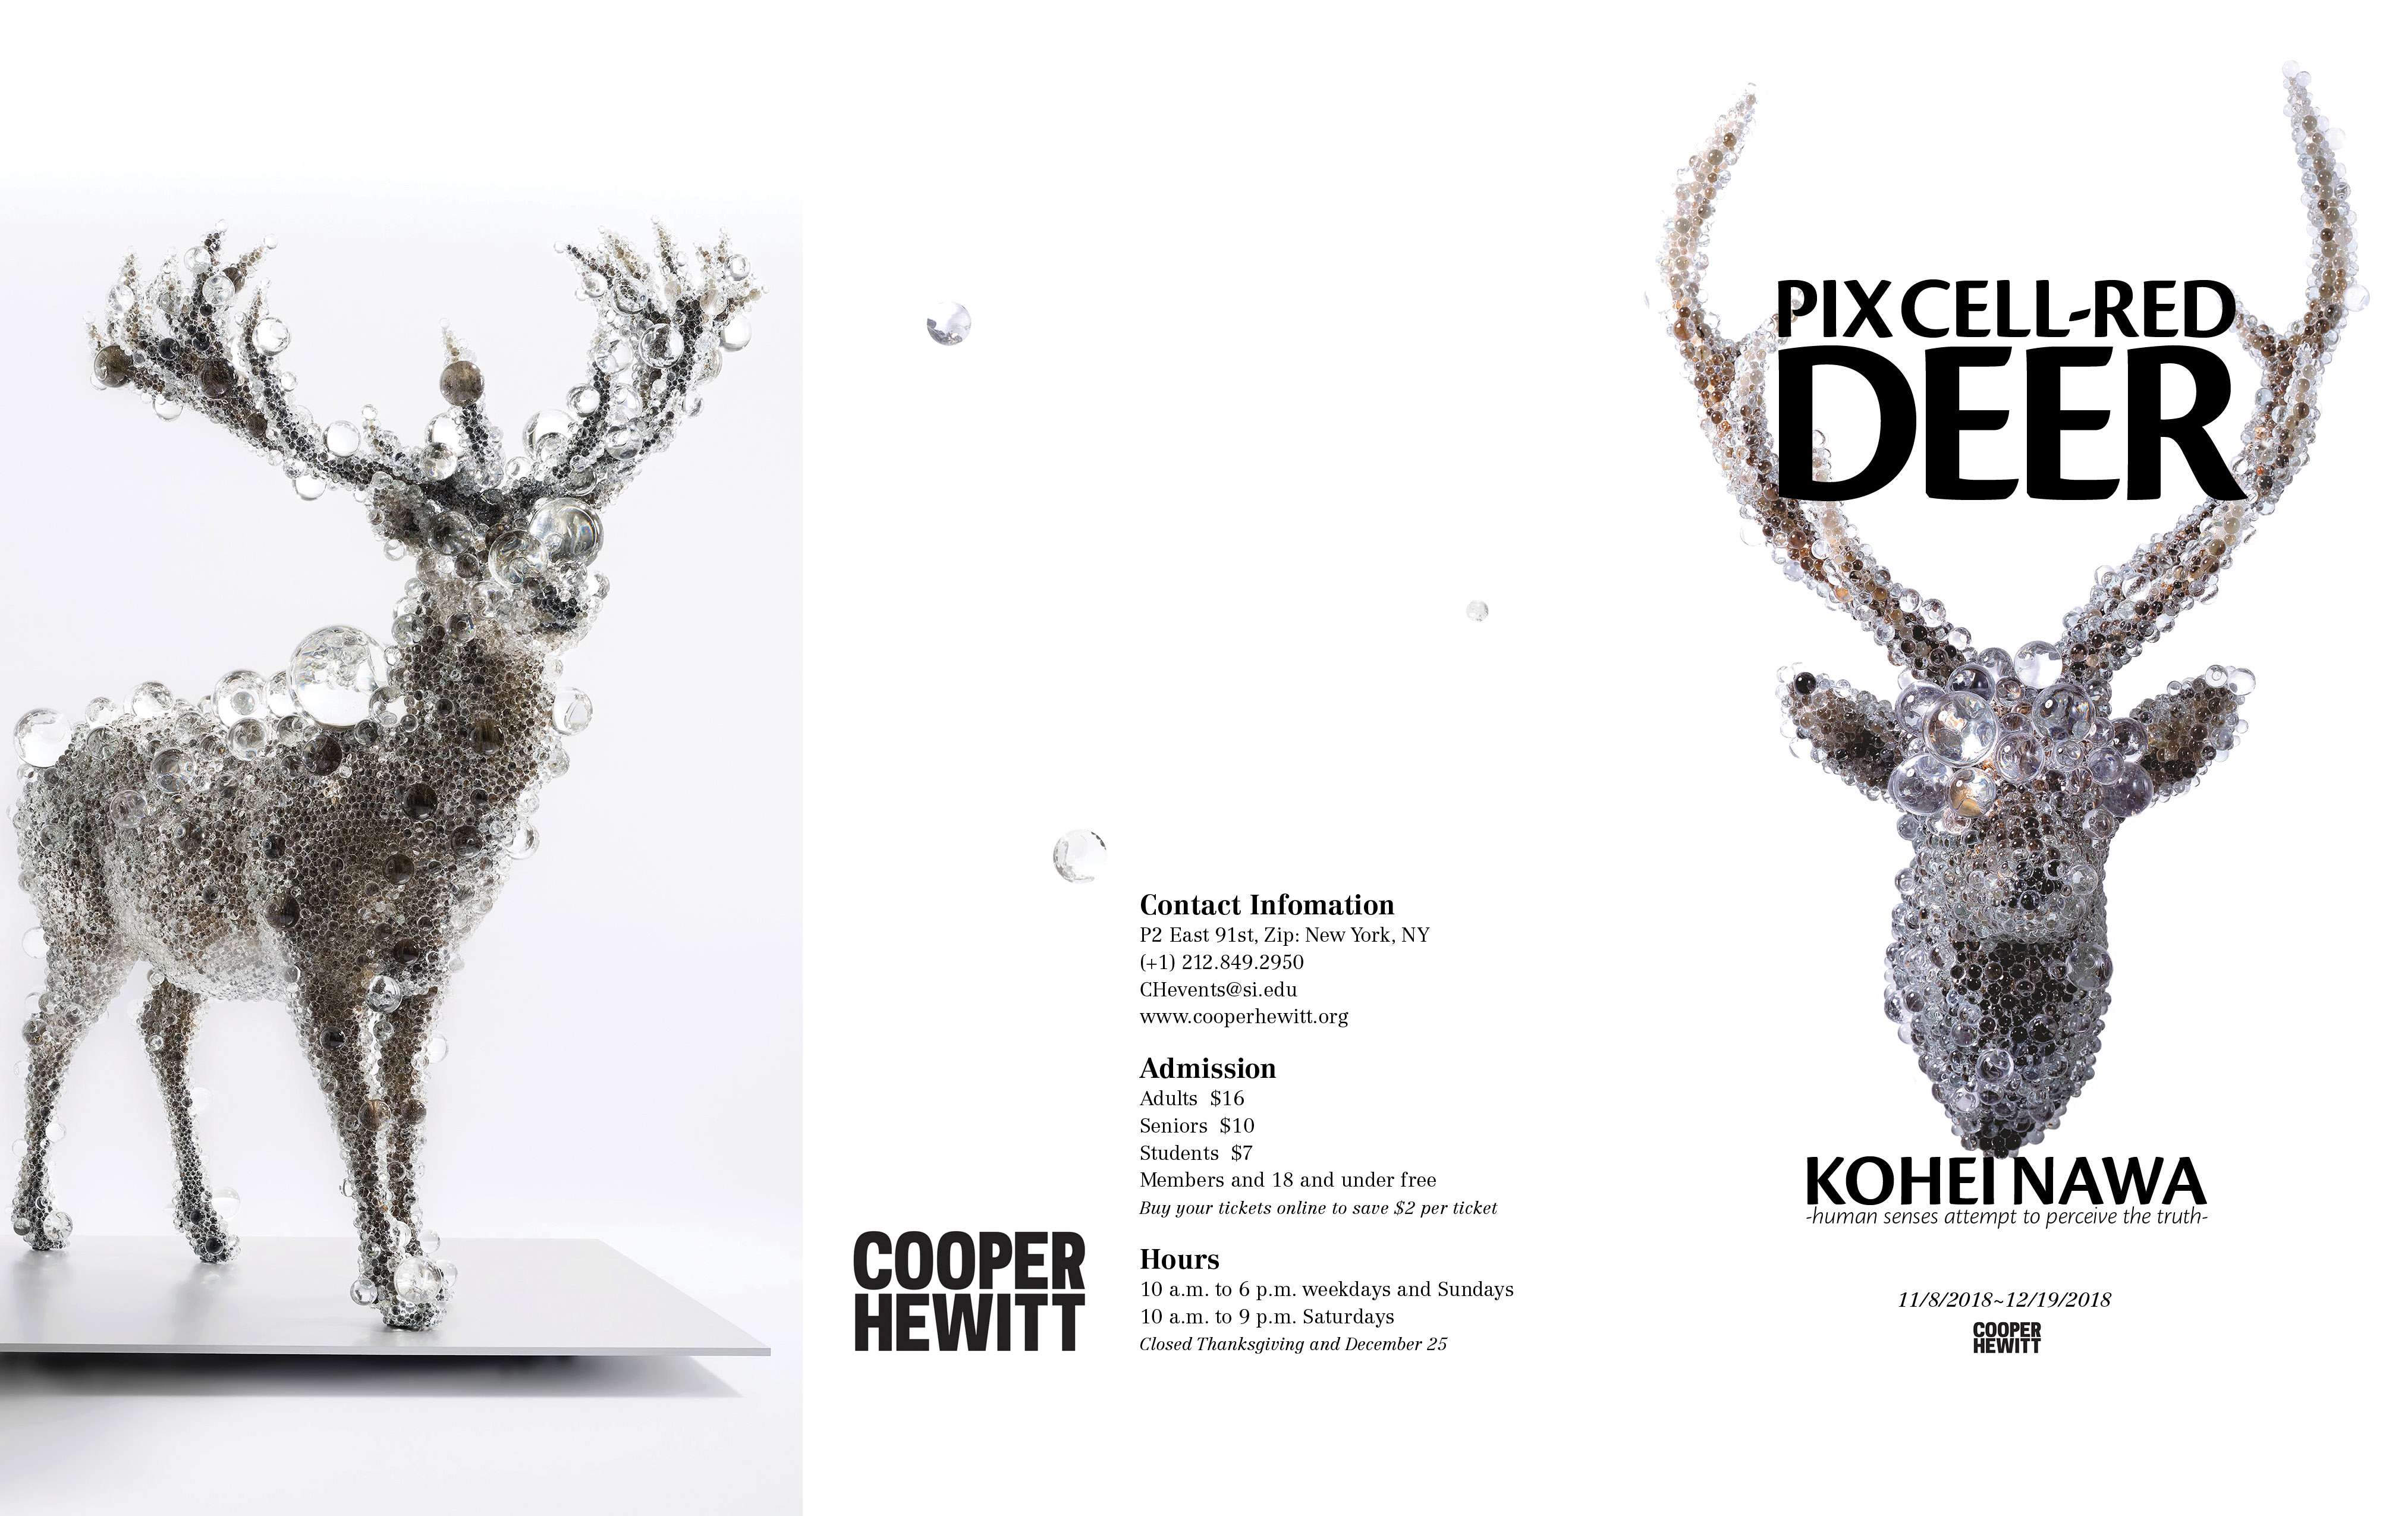 Contact Infomation
P2 East 91st, Zip: New York, NY
(+1) 212.849.2950
CHevents@si.edu
www.cooperhewitt.org
Admission
Adults $16
Seniors $10
Students $7
Members and 18 and under free
Buy your tickets online to save $2 per ticket
Hours
10 a.m. to 6 p.m. weekdays and Sundays
10 a.m. to 9 p.m. Saturdays
Closed Thanksgiving and December 25
COOPER
HEWITT
PIXCELL-RED
DEER
KOHEI NAWA
-human senses attempt to perceive the truth-
11/8/2018~12/19/2018
COOPER
HEWITT